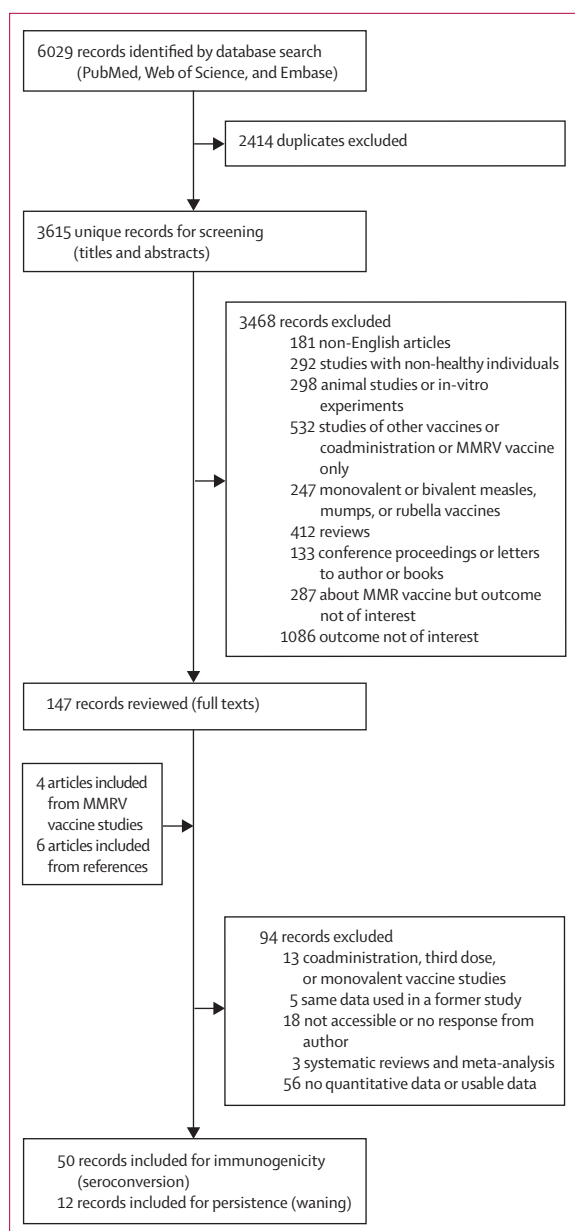 6029 records identified by database search
(PubMed, Web of Science, and Embase)
2414 duplicates excluded
3615 unique records for screening
(titles and abstracts)
3468 records excluded
181 non-English articles
292 studies with non-healthy individuals
298 animal studies or in-vitro
experiments
532 studies of other vaccines or
coadministration or MMRV vaccine
only
247 monovalent or bivalent measles,
mumps, or rubella vaccines
412 reviews
133 conference proceedings or letters
to author or books
287 about MMR vaccine but outcome
not of interest
1086 outcome not of interest
147 records reviewed (full texts)
4 articles included
from MMRV
vaccine studies
6 articles included
from references
94 records excluded
13 coadministration, third dose,
or monovalent vaccine studies
5 same data used in a former study
18 not accessible or no response from
author
3 systematic reviews and meta-analysis
56 no quantitative data or usable data
50 records included for immunogenicity
(seroconversion)
12 records included for persistence (waning)